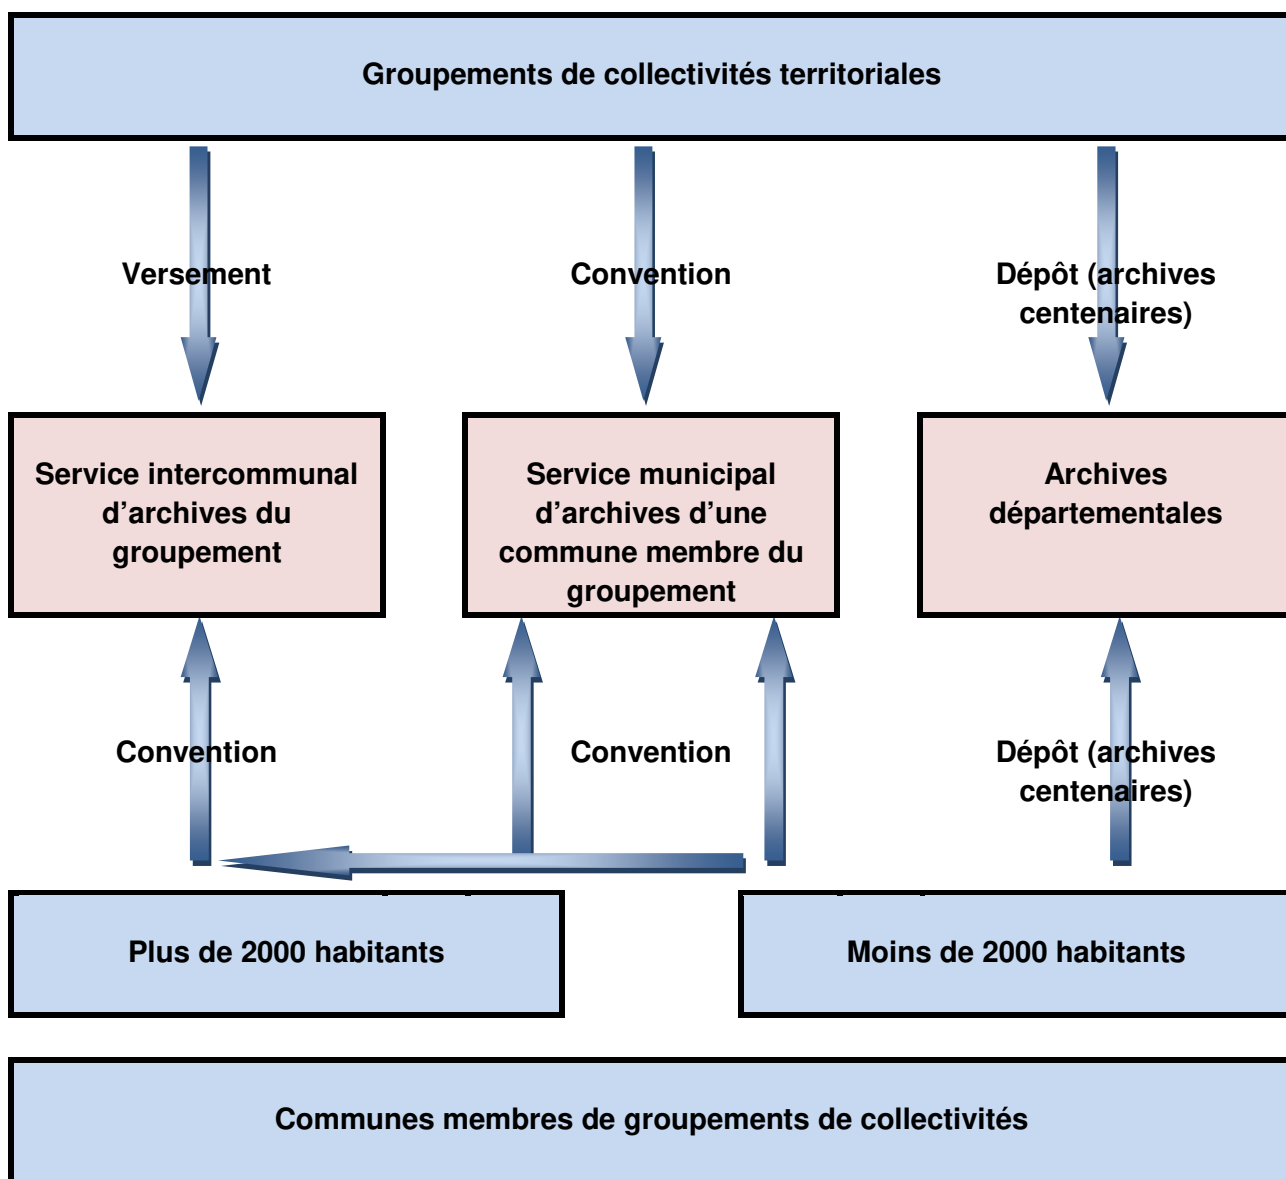 Groupements de collectivités territoriales
Versement
Convention
Dépôt (archives
centenaires)
Service intercommunal
d’archives du
groupement
Service municipal
d’archives d’une
commune membre du
groupement
Archives
départementales
Convention
Convention
Dépôt (archives
centenaires)
Plus de 2000 habitants
Moins de 2000 habitants
Communes membres de groupements de collectivités